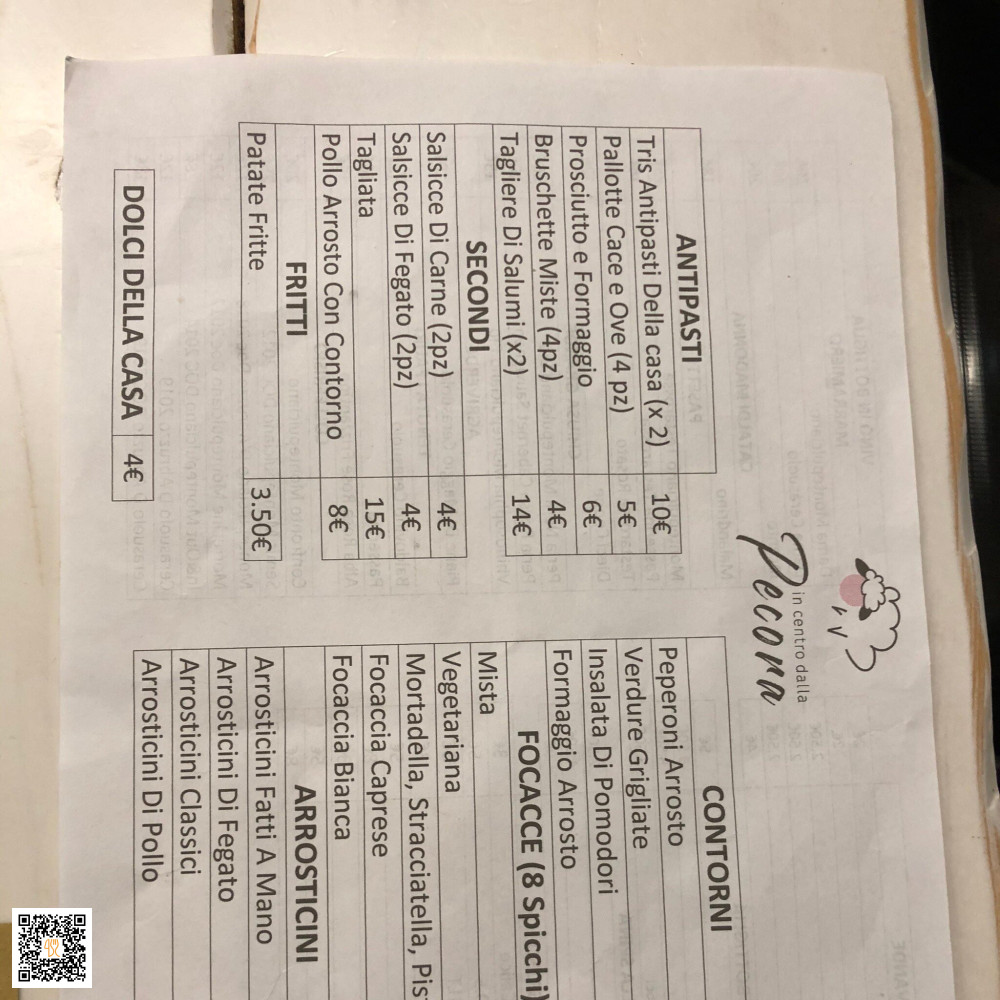 in centro dalla
Pecora
ANTIPASTI
Tris Antipasti Della casa (x 2) 10€
Pallotte Cace e Ove (4 pz) 5€
Prosciutto e Formaggio 6€
Bruschette Miste (4pz) 4€
Tagliere Di Salumi (x2) 14€
SECONDI
Salsicce Di Carne (2pz) 4€
Salsicce Di Fegato (2pz) 4€
Tagliata 15€
Pollo Arrosto Con Contorno 8€
FRITTI
Patate Fritte 3.50€
DOLCI DELLA CASA 4€
CONTORNI
Peperoni Arrosto
Verdure Grigliate
Insalata Di Pomodori
Formaggio Arrosto
FOCACCE (8 Spicchi)
Mista
Vegetariana
Mortadella, Stracciatella, Pis
Focaccia Caprese
Focaccia Bianca
ARROSTICINI
Arrosticini Fatti A Mano
Arrosticini Di Fegato
Arrosticini Classici
Arrosticini Di Pollo